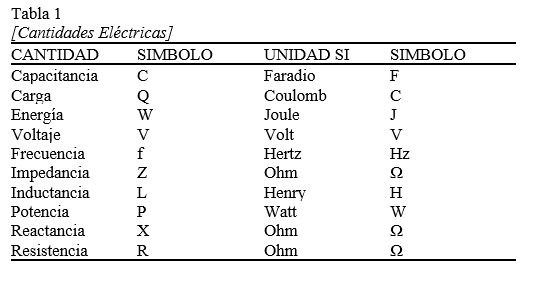 Tabla 1
[Cantidades Eléctricas]
CANTIDAD SIMBOLO UNIDAD SI SIMBOLO
Capacitancia C Faradio F
Carga Q Coulomb C
Energía W Joule J
Voltaje V Volt V
Frecuencia f Hertz Hz
Impedancia Z Ohm Ω
Inductancia L Henry H
Potencia P Watt W
Reactancia X Ohm Ω
Resistencia R Ohm Ω